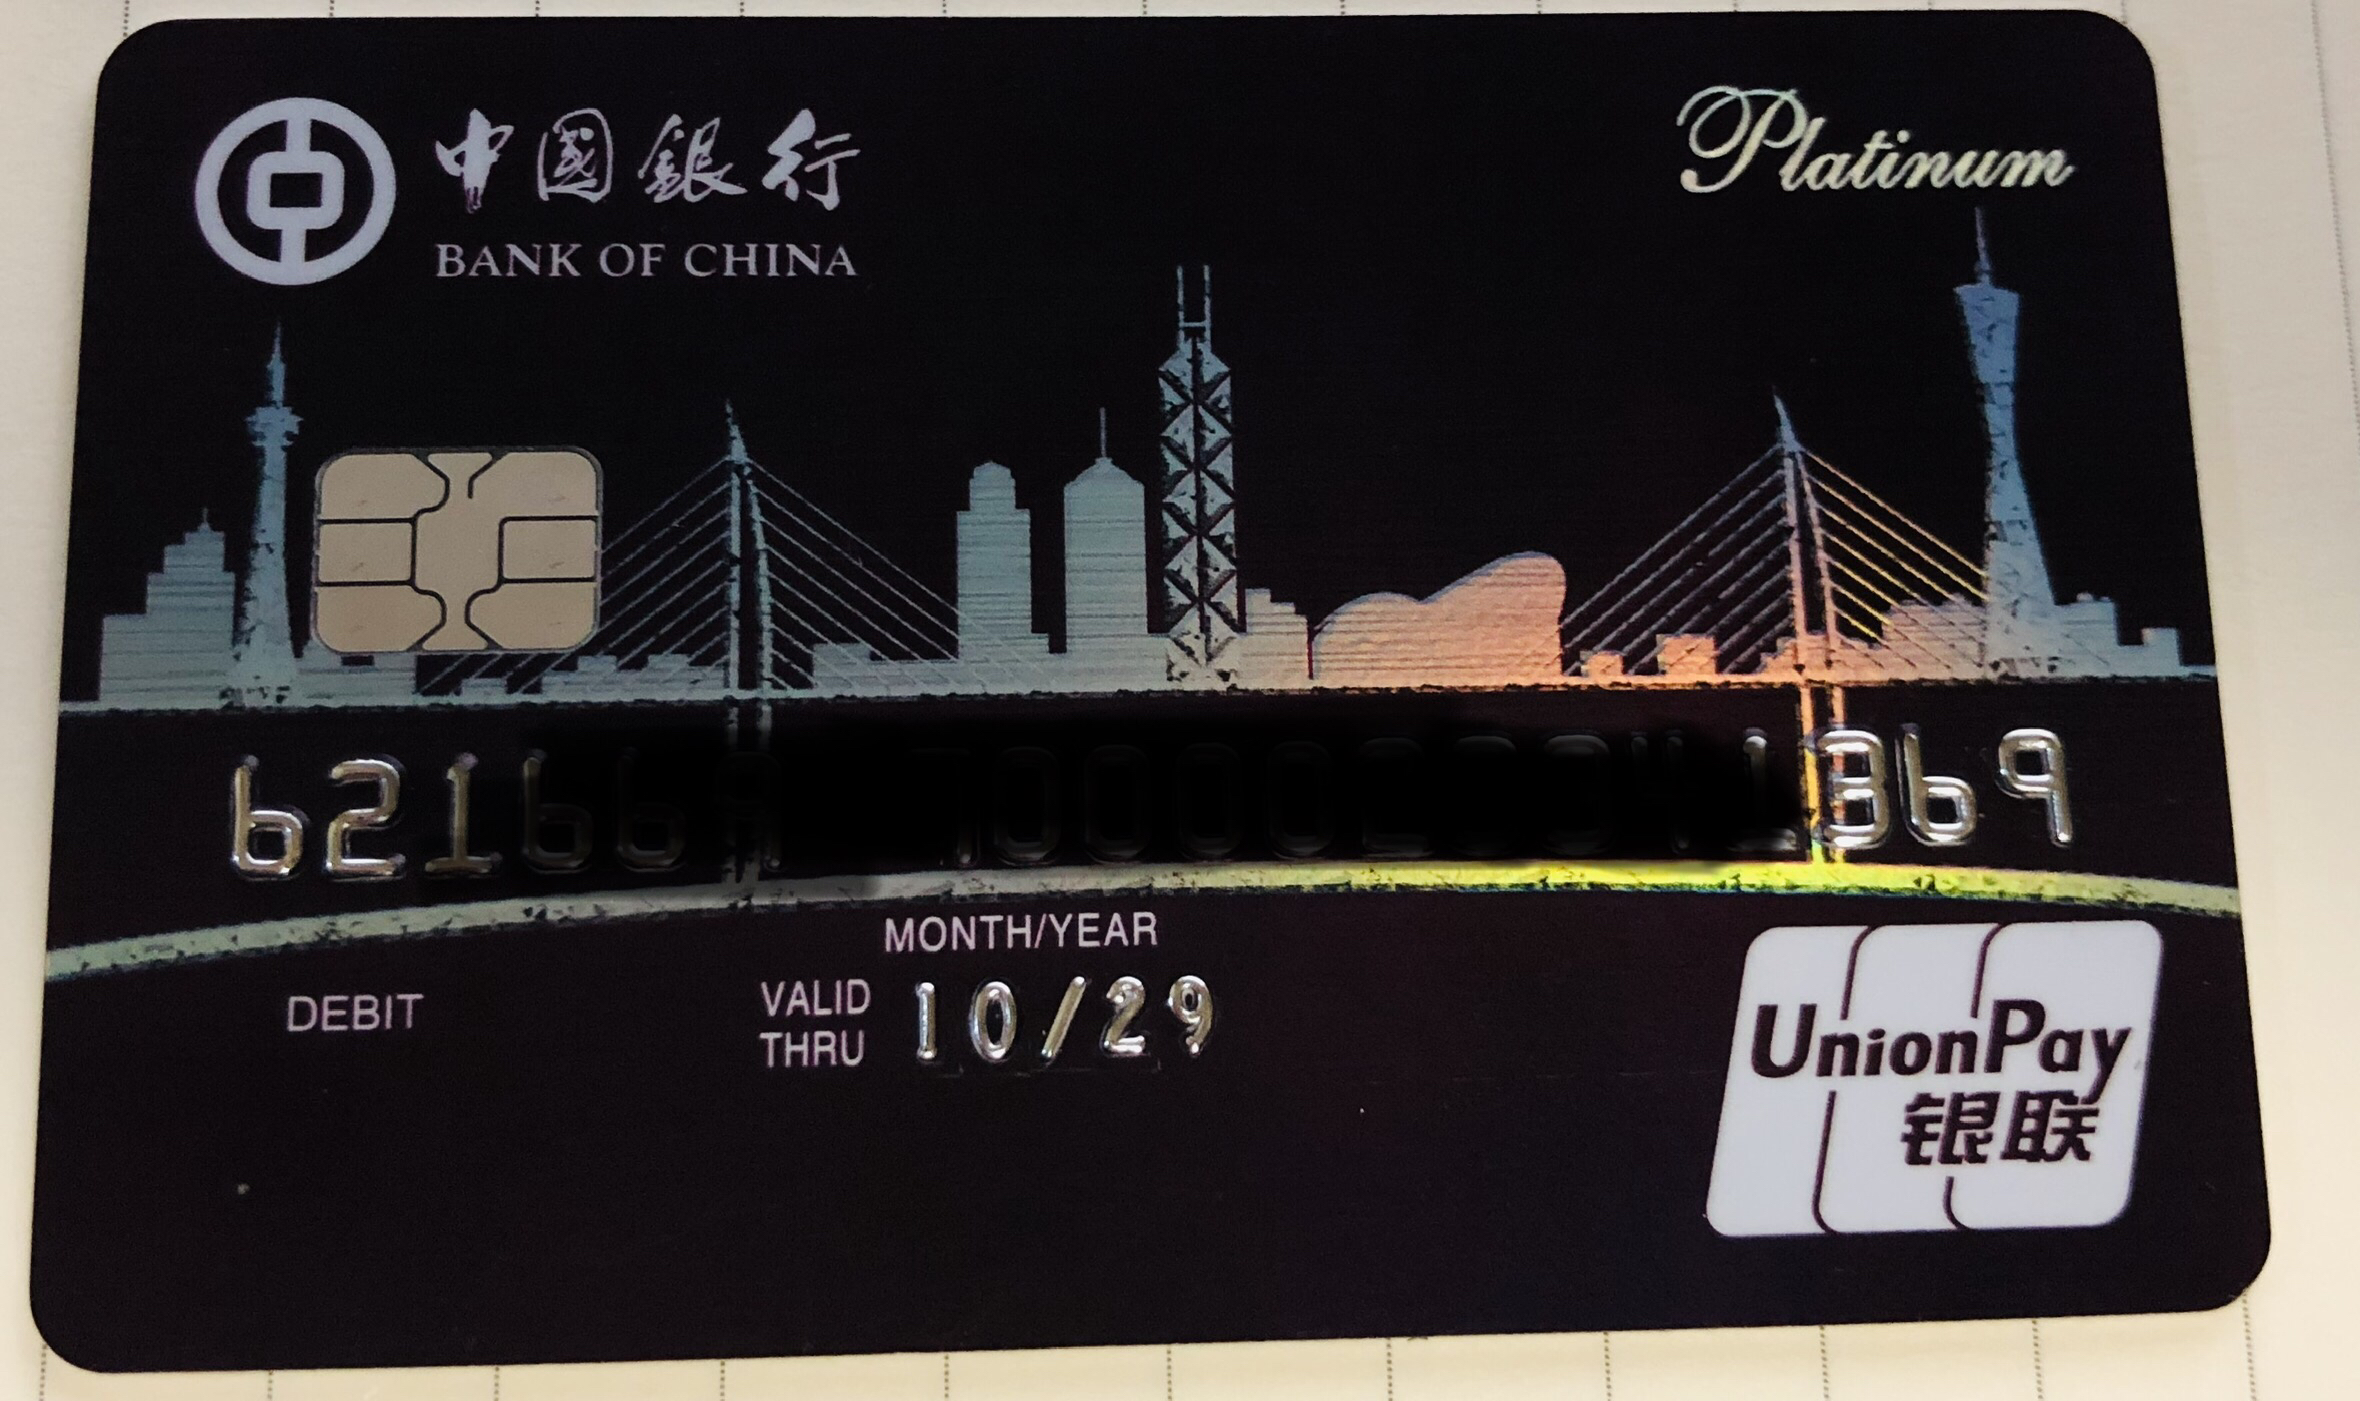 中国銀行
BANK OF CHINA
Platinum
621 369
MONTH/YEAR
DEBIT
VALID THRU 10/29
UnionPay
银联